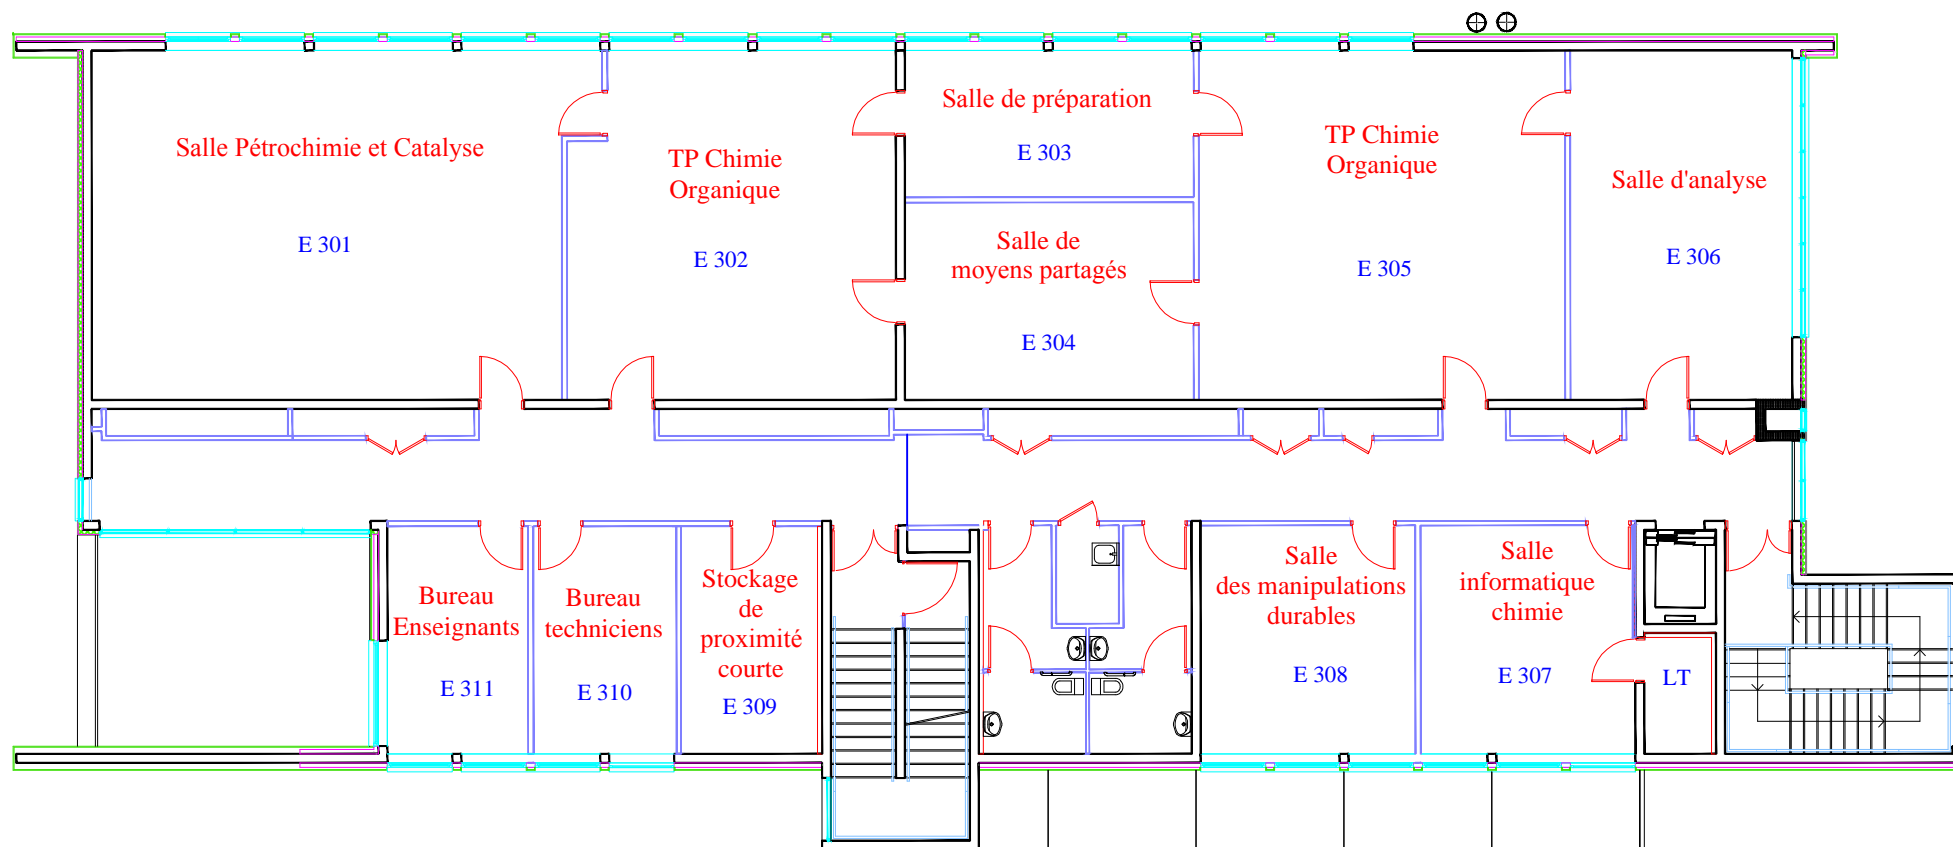 Salle Pétrochimie et Catalyse
E 301
TP Chimie
Organique
E 302
Salle de préparation
E 303
Salle de
moyens partagés
E 304
TP Chimie
Organique
E 305
Salle d'analyse
E 306
Bureau
Enseignants
E 311
Bureau
techniciens
E 310
Stockage
de
proximité
courte
E 309
Salle
des manipulations
durables
E 308
Salle
informatique
chimie
E 307
LT